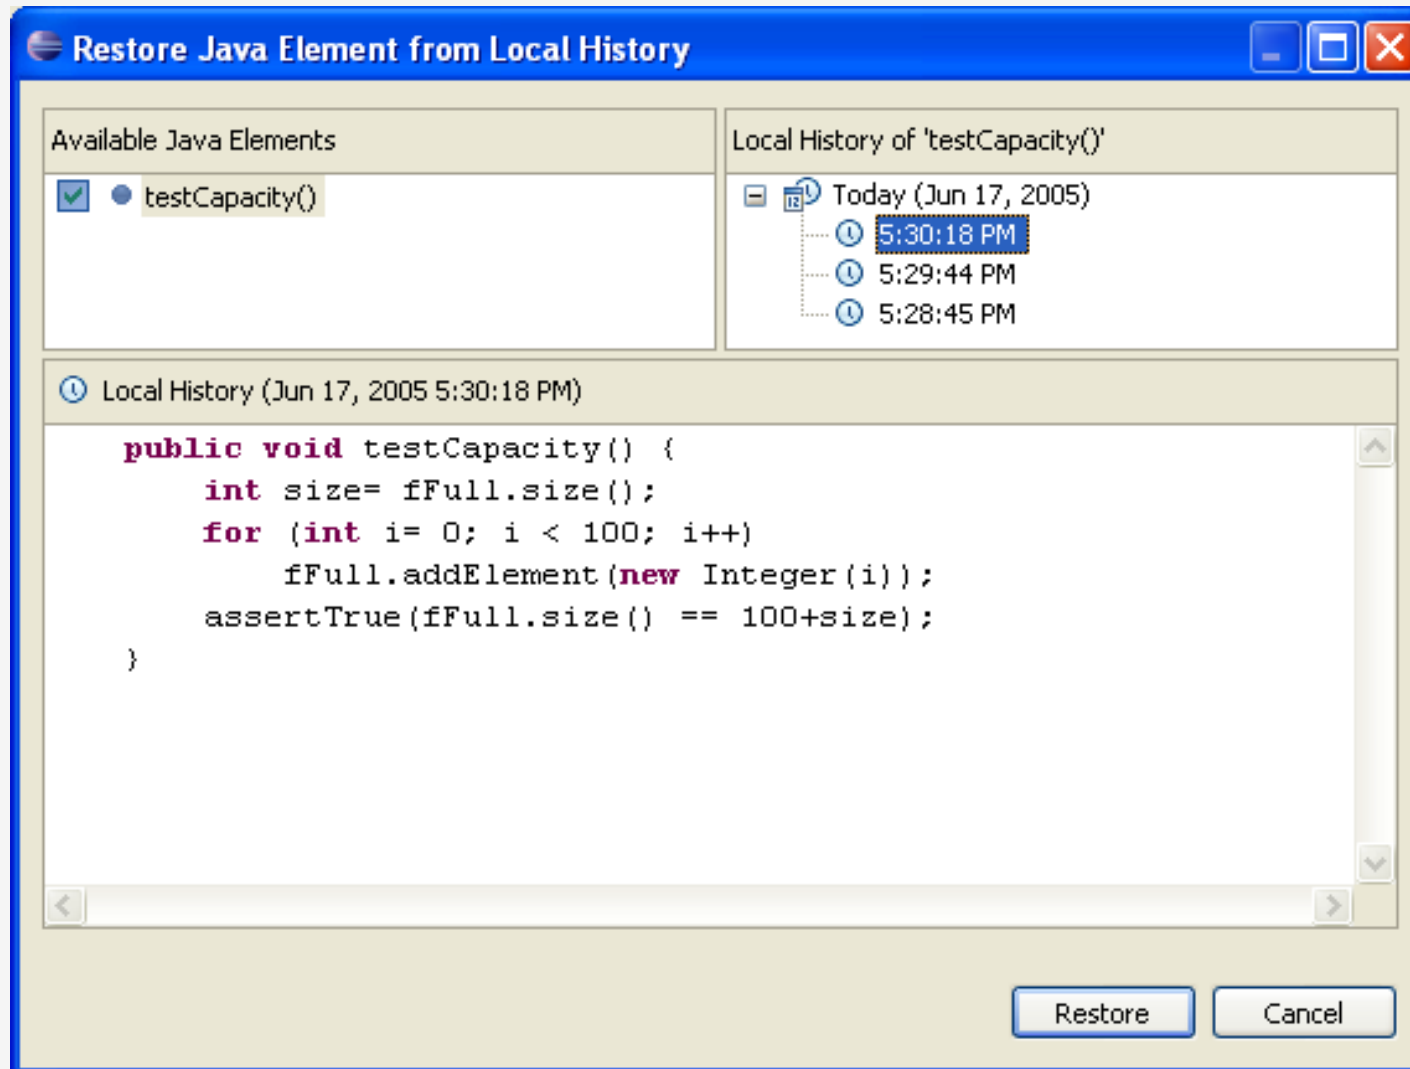 Restore Java Element from Local History
Available Java Elements
testCapacity()
Local History of 'testCapacity()'
12
Today (Jun 17, 2005)
5:30:18 PM
5:29:44 PM
5:28:45 PM
Local History (Jun 17, 2005 5:30:18 PM)
public void testCapacity() {
int size= fFull.size();
for (int i= 0; i < 100; i++)
fFull.addElement(new Integer(i));
assertTrue(fFull.size() == 100+size);
}
Restore
Cancel